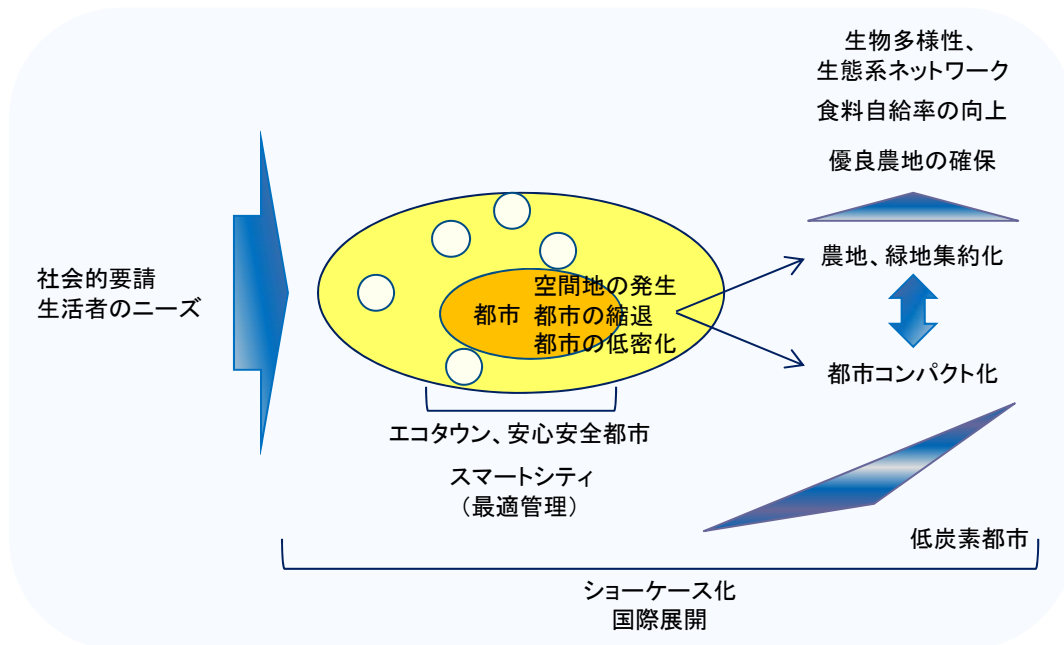 生物多様性、
生態系ネットワーク
食料自給率の向上
優良農地の確保
農地、緑地集約化
社会的要請
生活者のニーズ
都市
空間地の発生
都市の縮退
都市の低密化
都市コンパクト化
エコタウン、安心安全都市
スマートシティ
(最適管理)
低炭素都市
ショーケース化
国際展開